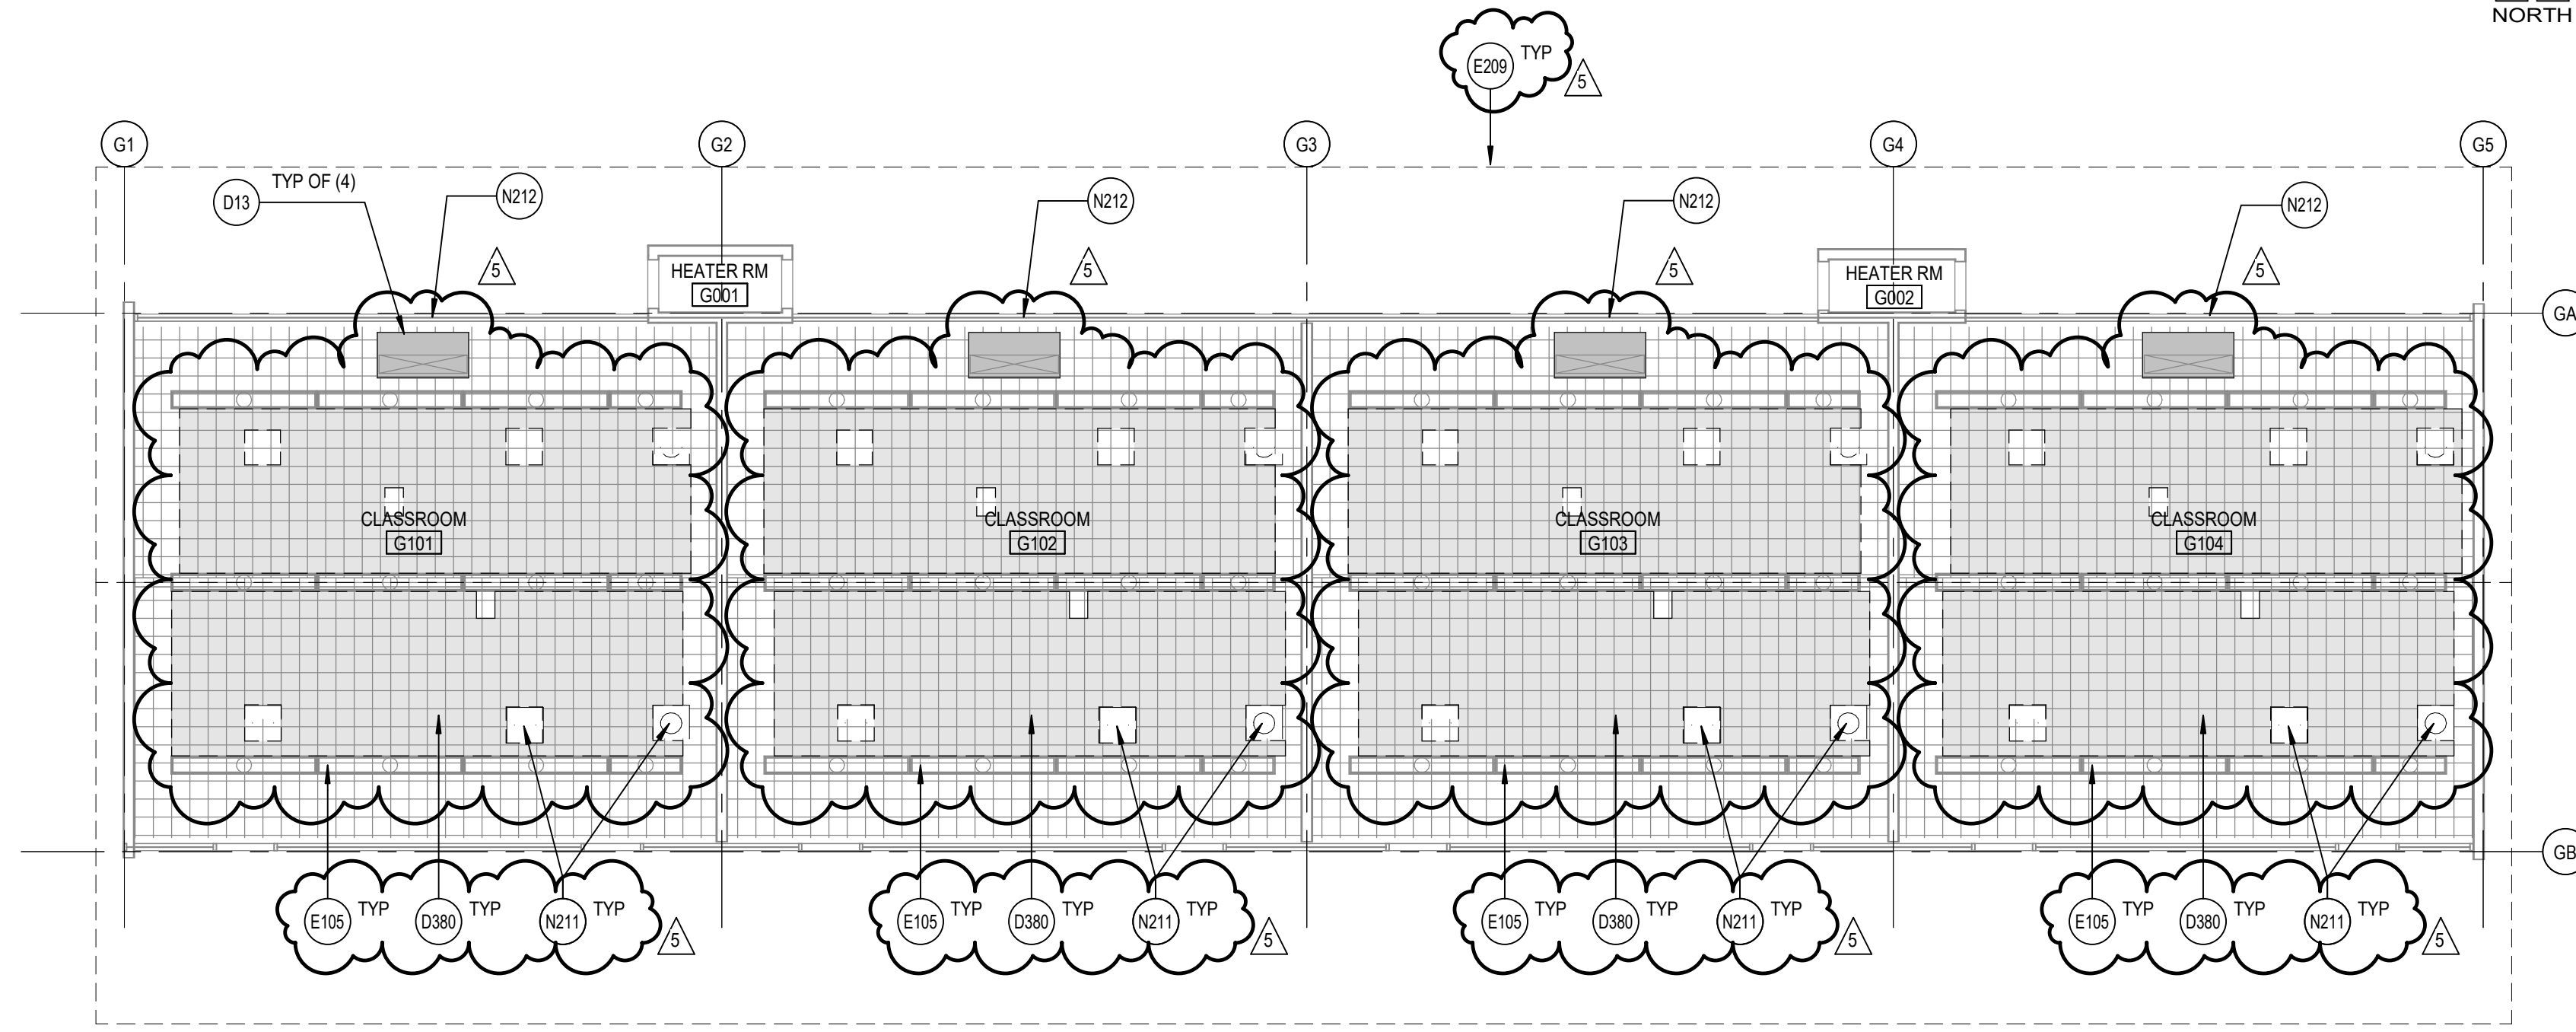 NORTH
E209 TYP
5
G1 G2 G3 G4 G5
TYP OF (4)
D13 N212 N212 N212 N212
5 5 5 5
HEATER RM HEATER RM
G001 G002
GA
CLASSROOM CLASSROOM CLASSROOM CLASSROOM
G101 G102 G103 G104
GB
E105 TYP D380 TYP N211 TYP E105 TYP D380 TYP N211 TYP E105 TYP D380 TYP N211 TYP E105 TYP D380 TYP N211 TYP
5 5 5 5